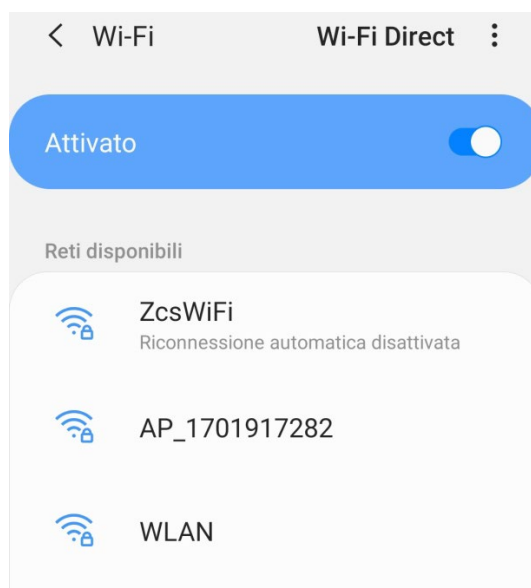 Wi-Fi Wi-Fi Direct
Attivato
Reti disponibili
ZcsWiFi
Riconnessione automatica disattivata
AP_1701917282
WLAN